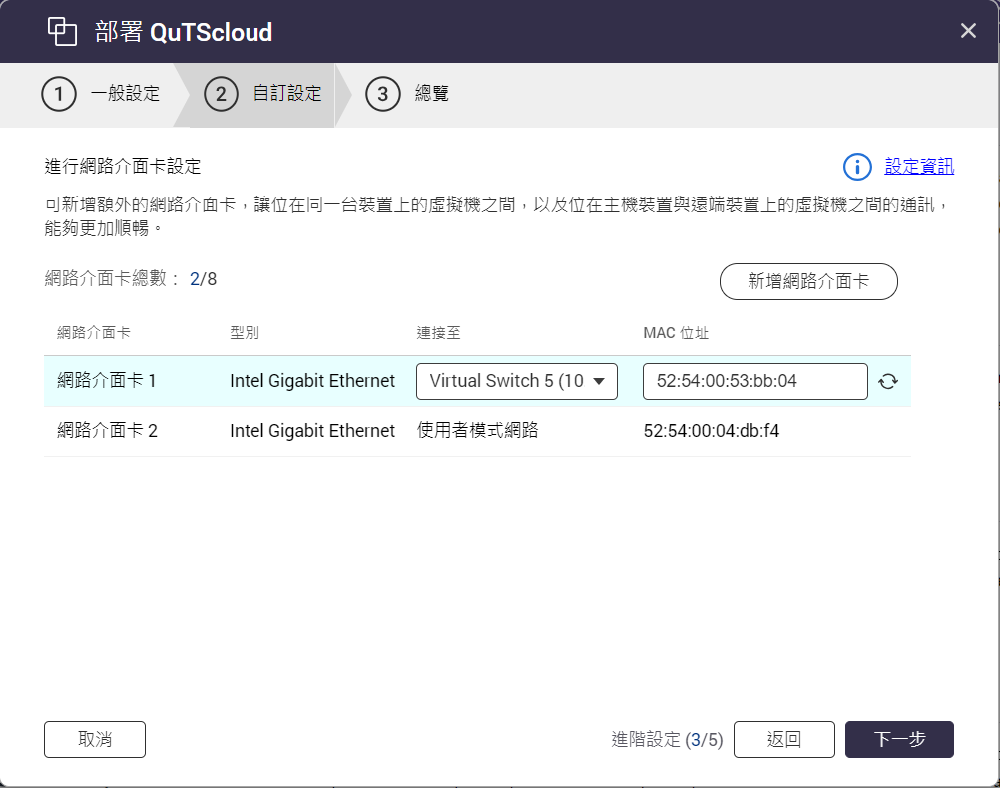 部署 QuTScloud
1 一般設定 2 自訂設定 3 總覽
進行網路介面卡設定
設定資訊
可新增額外的網路介面卡，讓位在同一台裝置上的虛擬機之間，以及位在主機裝置與遠端裝置上的虛擬機之間的通訊，
能夠更加順暢。
網路介面卡總數： 2/8
新增網路介面卡
網路介面卡 型別 連接至 MAC 位址
網路介面卡 1 Intel Gigabit Ethernet Virtual Switch 5 (10 52:54:00:53:bb:04
網路介面卡 2 Intel Gigabit Ethernet 使用者模式網路 52:54:00:04:db:f4
取消 進階設定 (3/5) 返回 下一步